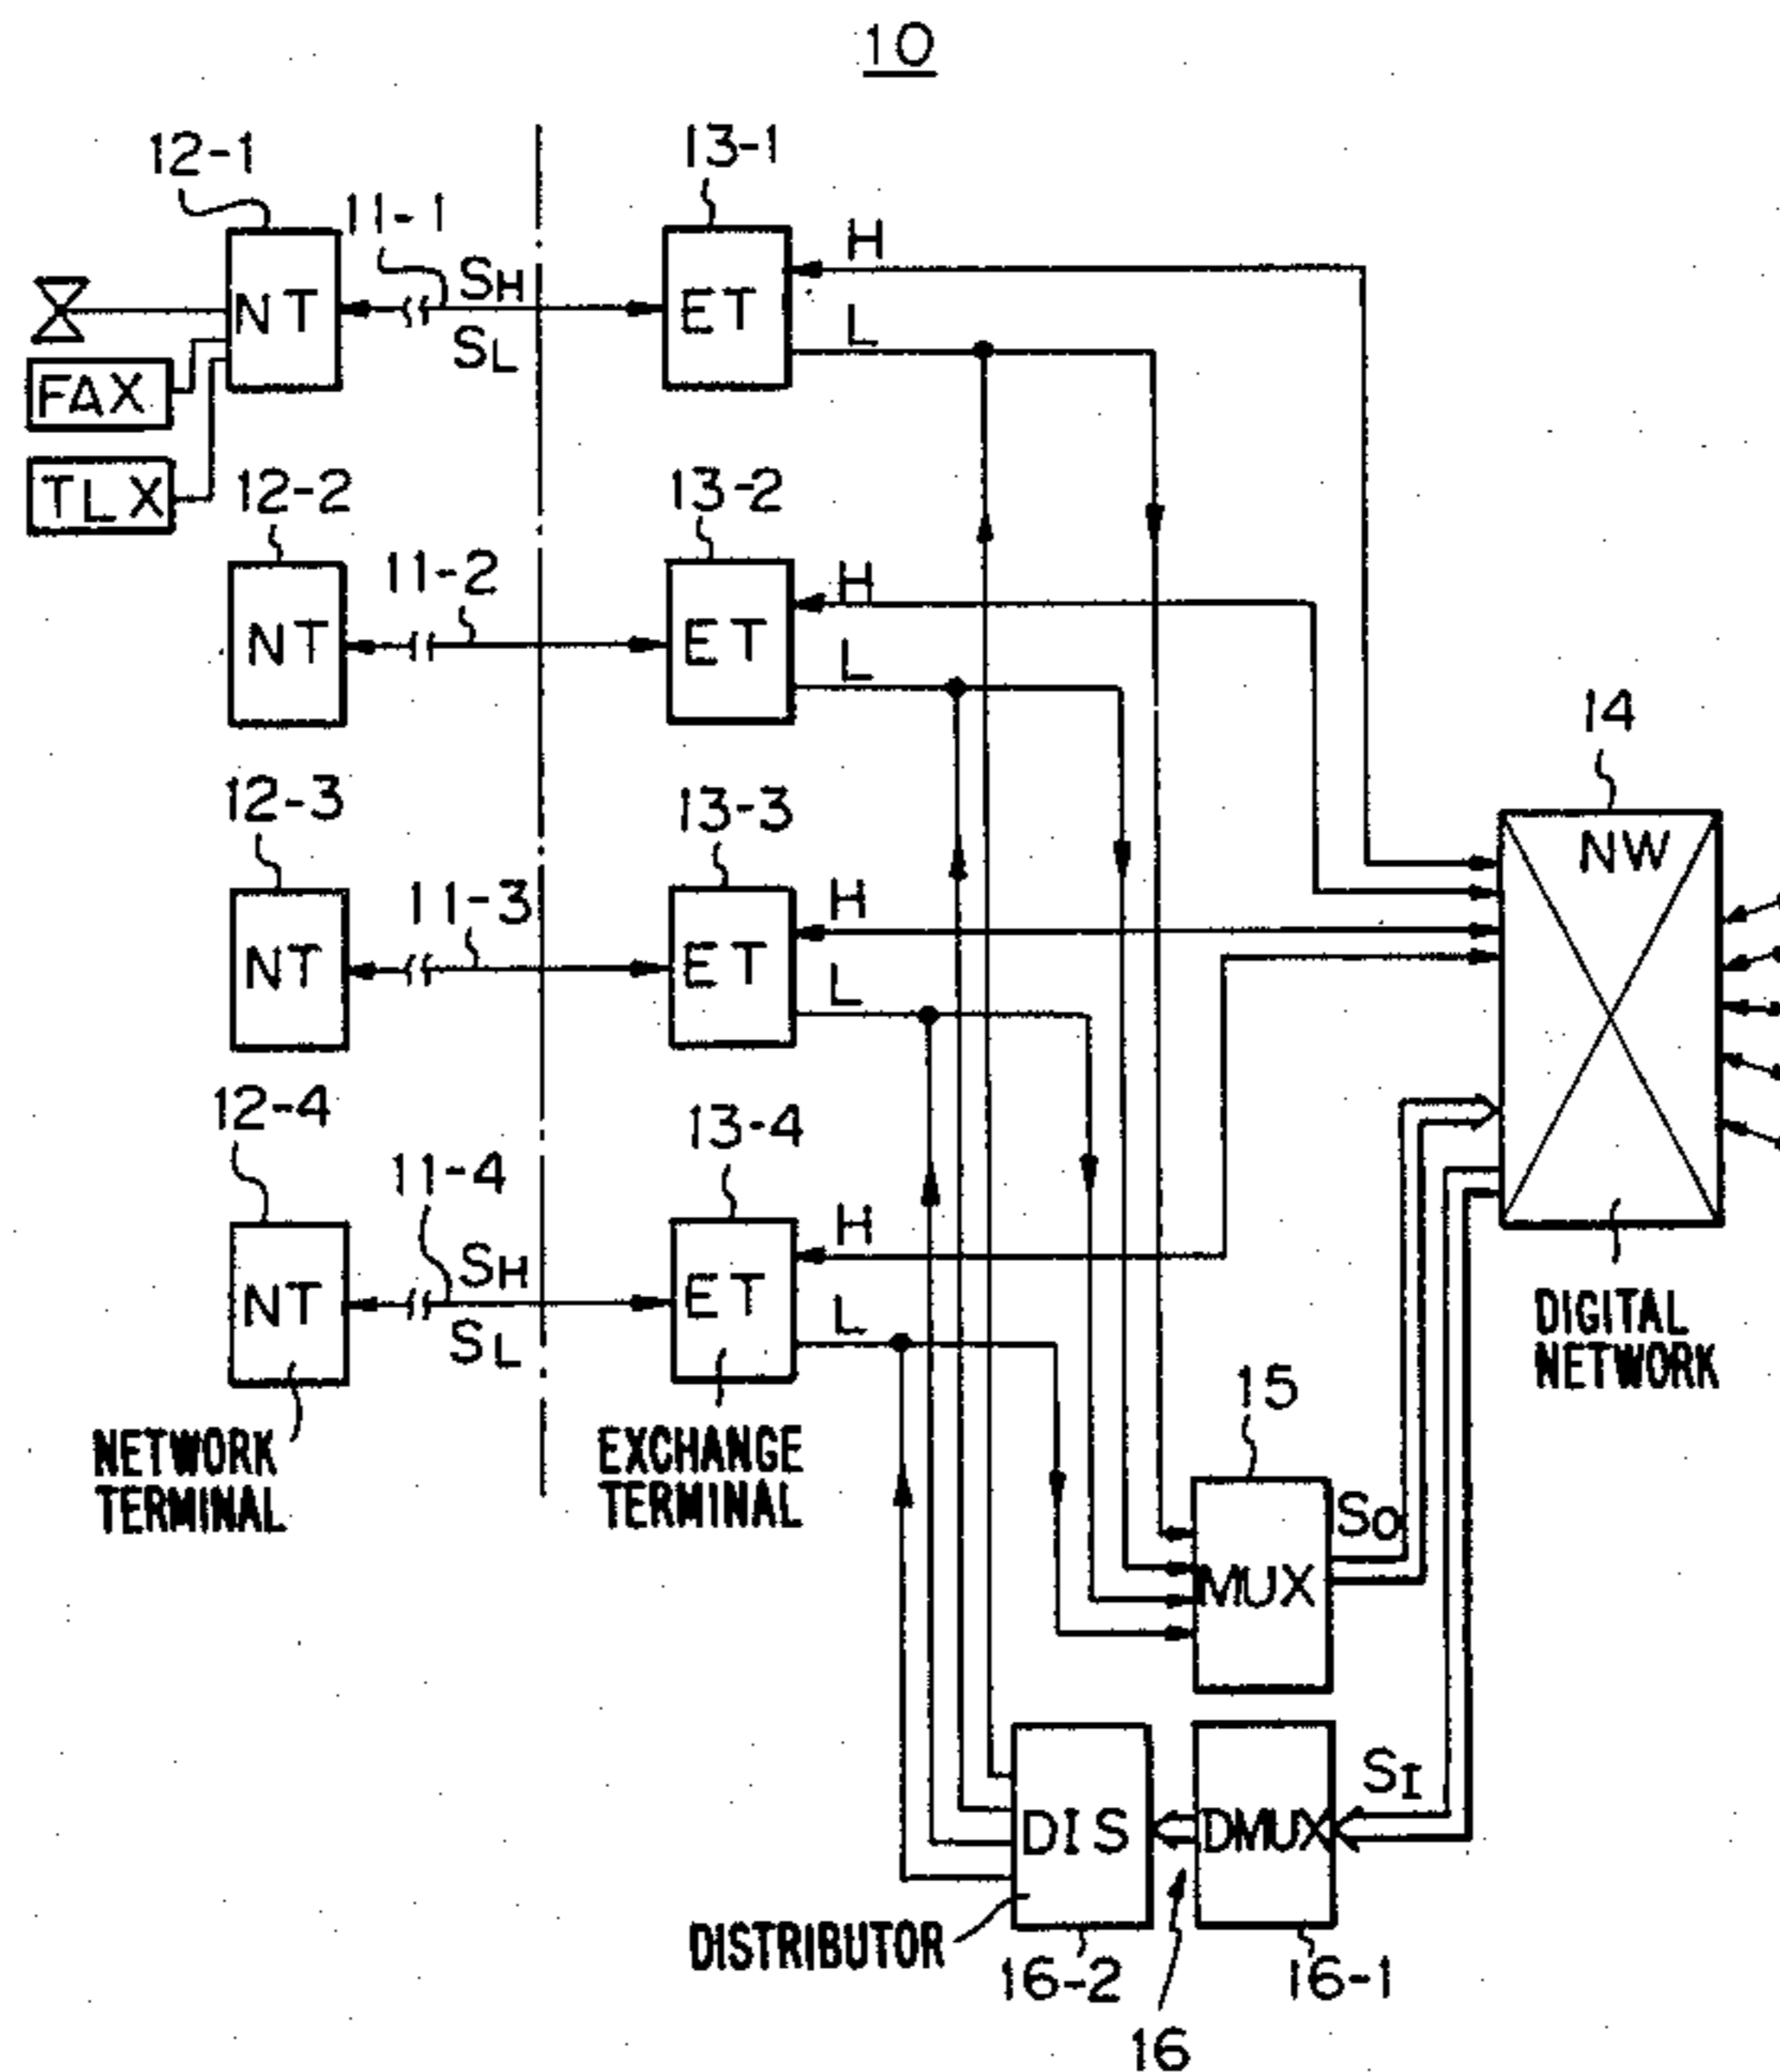 10
12-1
13-1
11-1
SH
SL
NT
ET
H
L
FAX
TLX
12-2
13-2
11-2
NT
ET
H
L
14
NW
12-3
13-3
11-3
NT
ET
H
L
12-4
13-4
11-4
SH
SL
NT
ET
H
L
DIGITAL
NETWORK
NETWORK
TERMINAL
EXCHANGE
TERMINAL
15
MUX
SO
DIS
DMUX
SI
DISTRIBUTOR
16-2
16-1
16